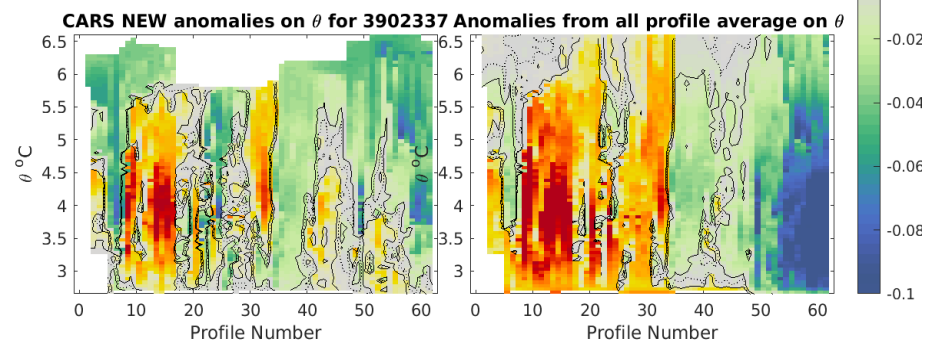 CARS NEW anomalies on θ for 3902337
Anomalies from all profile average on θ
6.5
6
5.5
5
4.5
4
3.5
3
θ °C
0 10 20 30 40 50 60
Profile Number
6.5
6
5.5
5
4.5
4
3.5
3
θ °C
0 10 20 30 40 50 60
Profile Number
-0.02
-0.04
-0.06
-0.08
-0.1